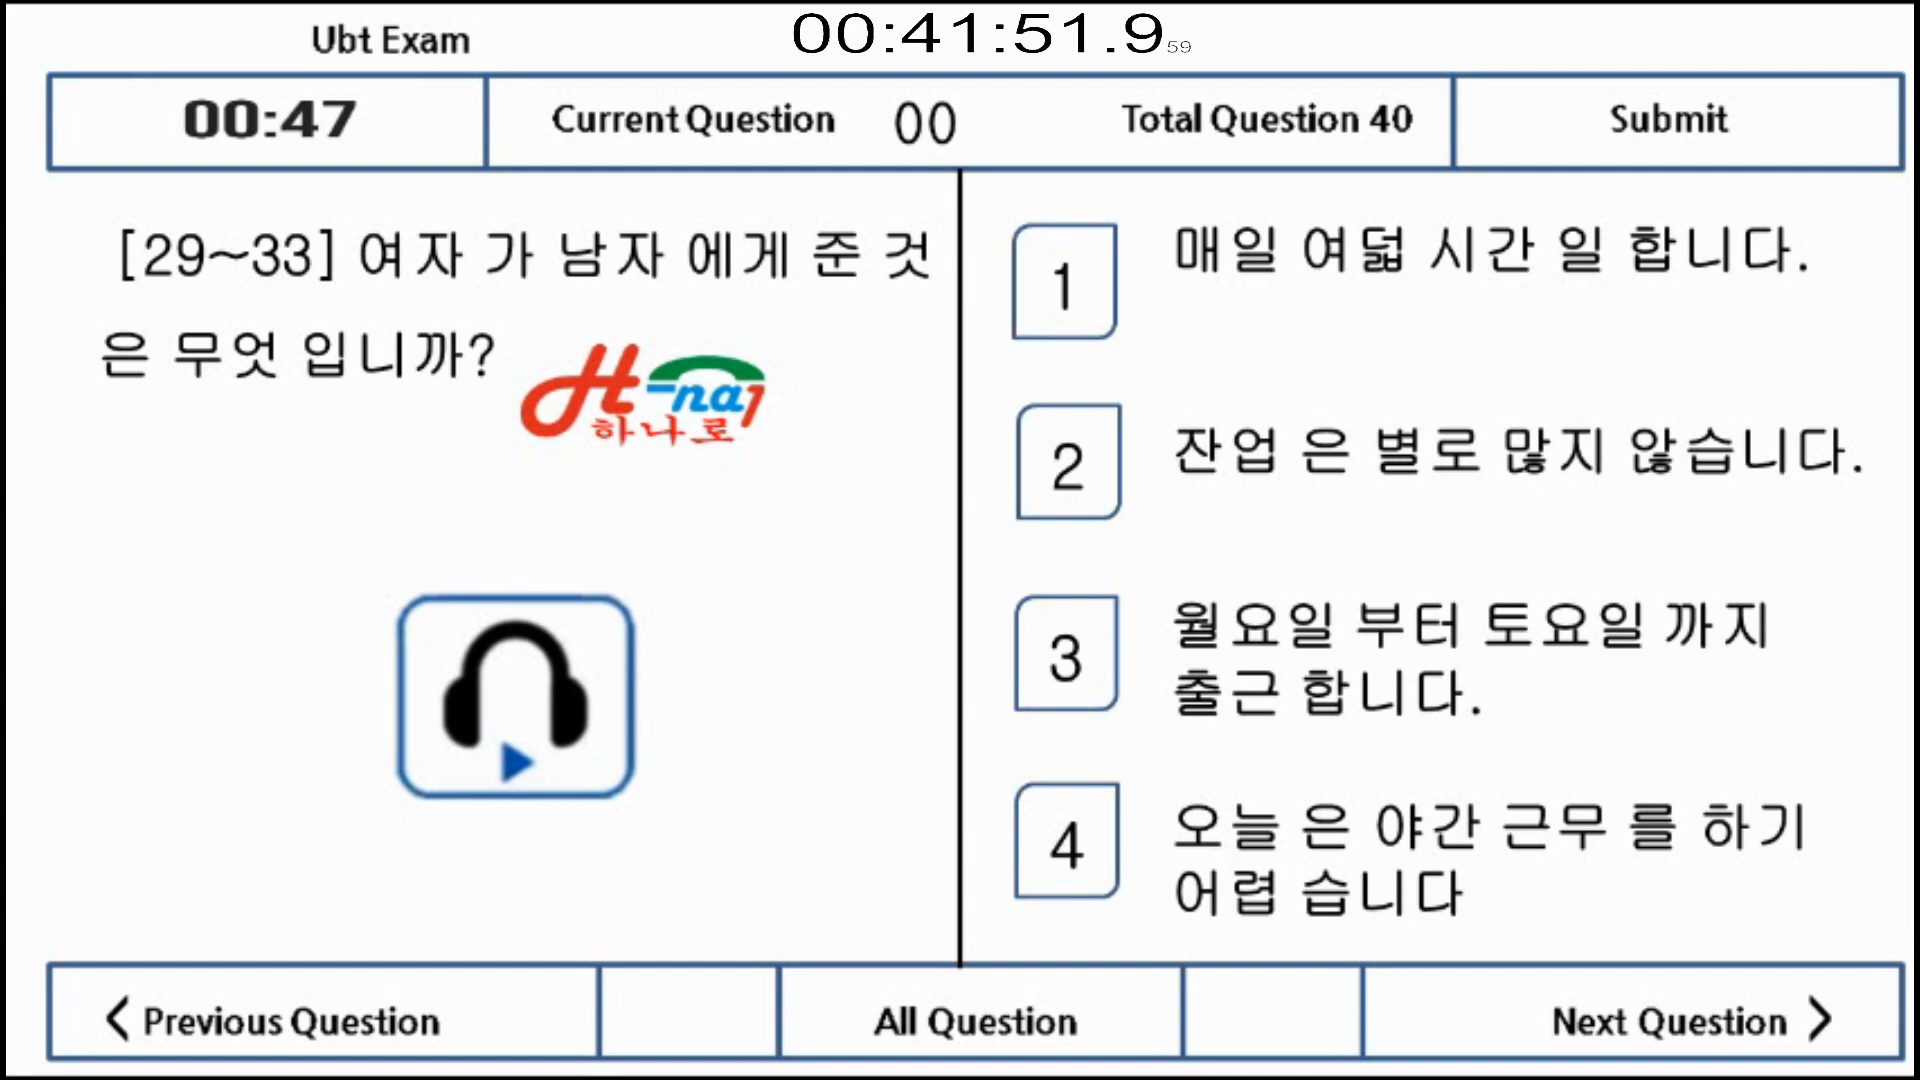 Ubt Exam
00:41:51.959
00:47
Current Question 00
Total Question 40
Submit
[29~33] 여자 가 남자 에게 준 것
은 무엇 입니까?
H-na로
하나로
1 매일 여덟 시간 일 합니다.
2 잔업 은 별로 많지 않습니다.
3 월요일 부터 토요일 까지
출근 합니다.
4 오늘 은 야간 근무 를 하기
어렵 습니다
Previous Question
All Question
Next Question